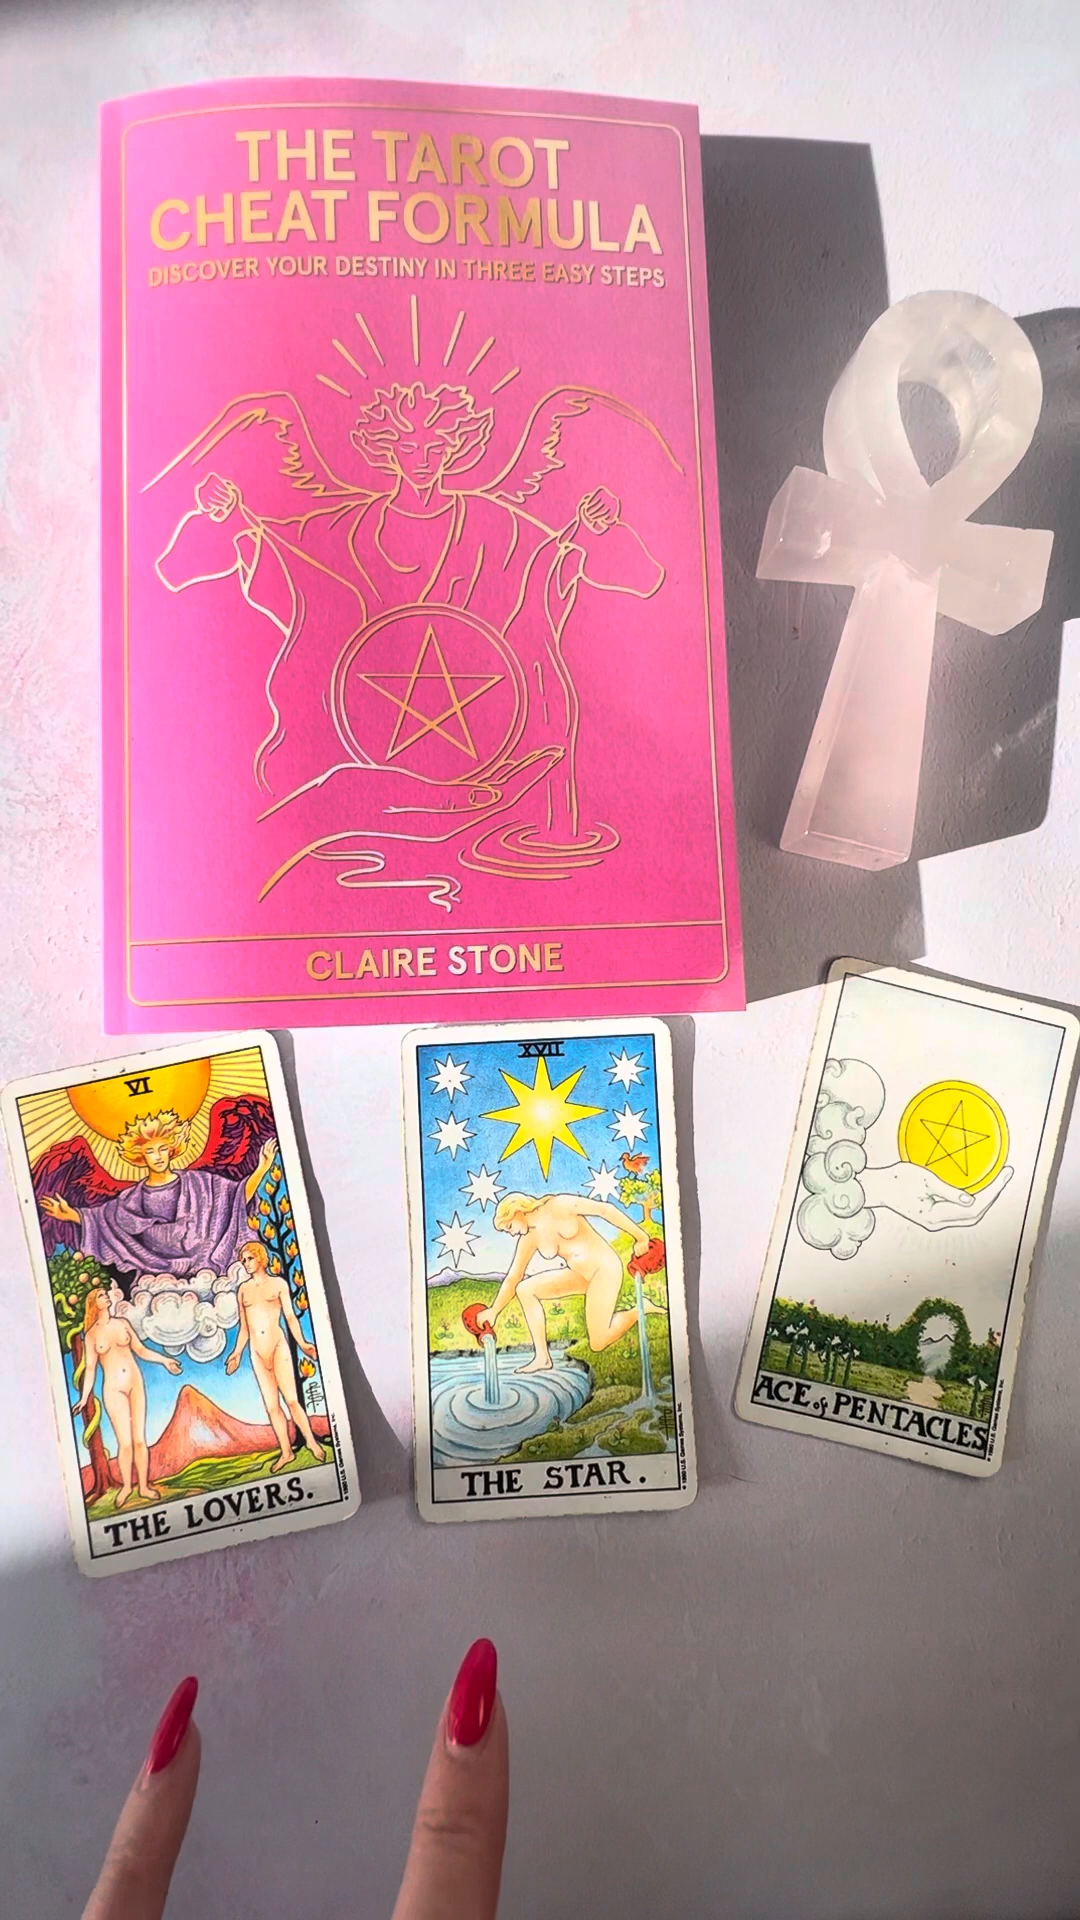 THE TAROT
CHEAT FORMULA
DISCOVER YOUR DESTINY IN THREE EASY STEPS
CLAIRE STONE
VI
THE LOVERS.
XVII
THE STAR.
ACE of PENTACLES